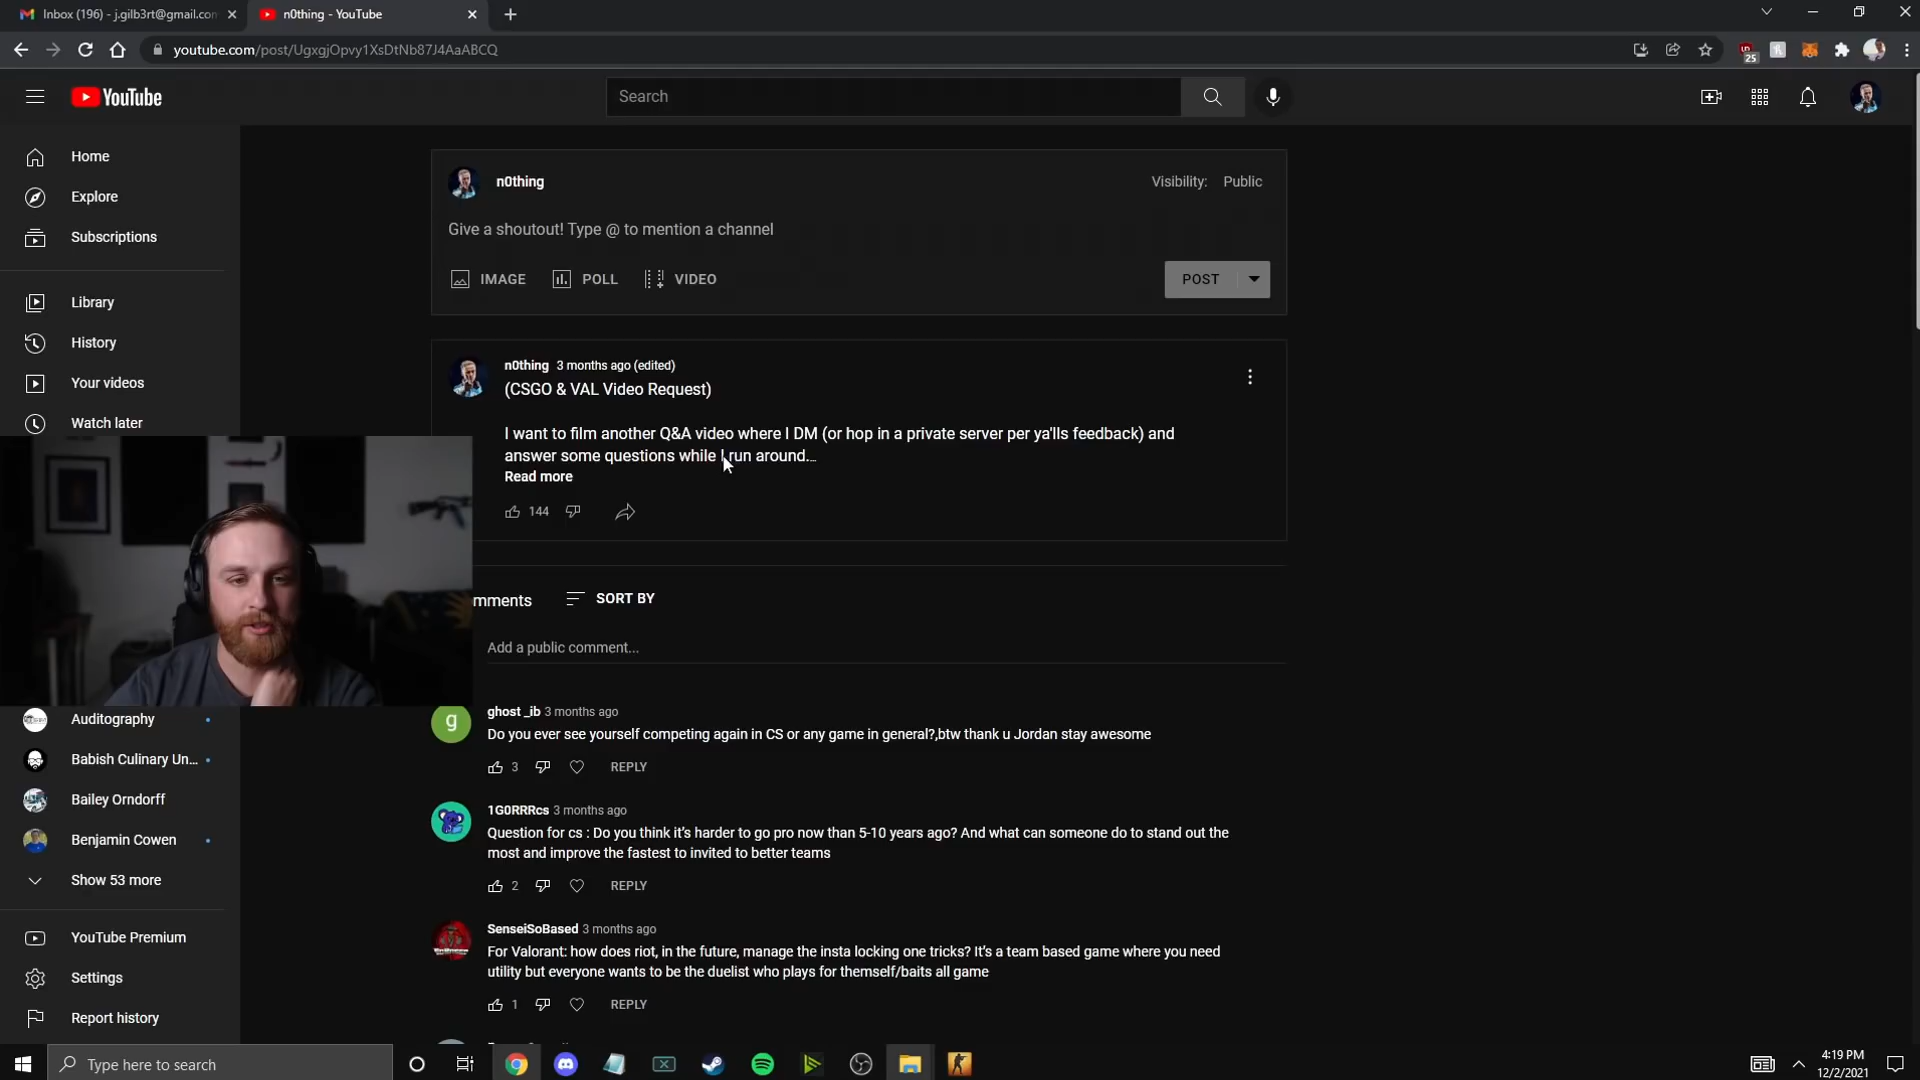 Inbox (196) - j.gilb3rt@gmail.con
n0thing - YouTube
youtube.com/post/UgxgjOpvy1XsDtNb87J4AaABCQ
25
YouTube
Search
Home
Explore
Subscriptions
Library
History
Your videos
Watch later
Auditography
Babish Culinary Un...
Bailey Orndorff
Benjamin Cowen
Show 53 more
YouTube Premium
Settings
Report history
n0thing
Visibility: Public
Give a shoutout! Type @ to mention a channel
IMAGE POLL VIDEO
POST
n0thing 3 months ago (edited)
(CSGO & VAL Video Request)
I want to film another Q&A video where I DM (or hop in a private server per ya'lls feedback) and
answer some questions while I run around...
Read more
144
mments SORT BY
Add a public comment...
g
ghost _ib 3 months ago
Do you ever see yourself competing again in CS or any game in general?,btw thank u Jordan stay awesome
3 REPLY
1G0RRRcs 3 months ago
Question for cs : Do you think it's harder to go pro now than 5-10 years ago? And what can someone do to stand out the
most and improve the fastest to invited to better teams
2 REPLY
SenseiSoBased 3 months ago
For Valorant: how does riot, in the future, manage the insta locking one tricks? It's a team based game where you need
utility but everyone wants to be the duelist who plays for themself/baits all game
1 REPLY
Type here to search
4:19 PM
12/2/2021